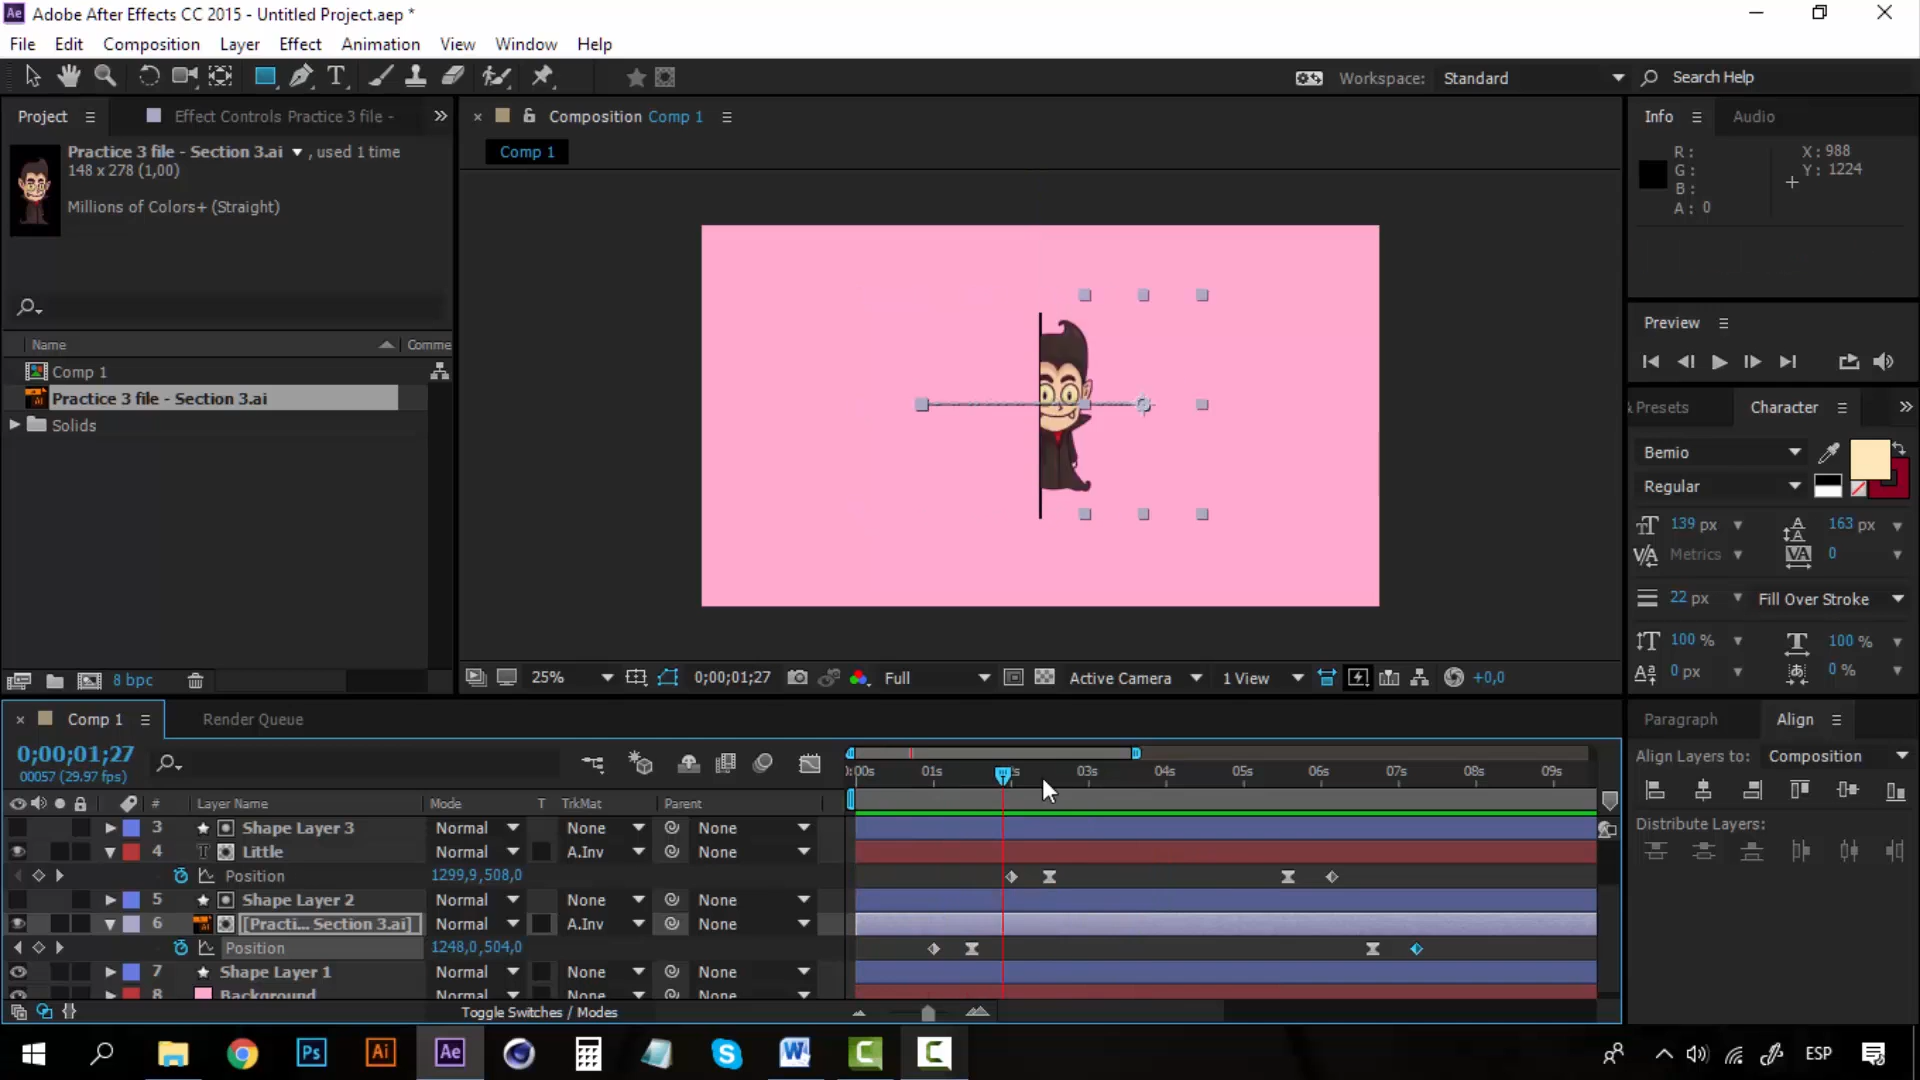 Adobe After Effects CC 2015 - Untitled Project.aep *
File Edit Composition Layer Effect Animation View Window Help
Workspace: Standard Search Help
Project Effect Controls Practice 3 file -
Composition Comp 1
Info Audio
Practice 3 file - Section 3.ai , used 1 time
148 x 278 (1,00)
Millions of Colors+ (Straight)
Comp 1
R :
G :
B :
A : 0
X : 988
Y : 1224
Name Comme
Comp 1
Practice 3 file - Section 3.ai
Solids
Preview
& Presets Character
Bemio
Regular
139 px 163 px
Metrics 0
22 px Fill Over Stroke
100 % 100 %
0 px 0 %
8 bpc
25% 0;00;01;27 Full Active Camera 1 View +0,0
Comp 1 Render Queue
Paragraph Align
0;00;01;27
00057 (29.97 fps)
:00s 01s 03s 04s 05s 06s 07s 08s 09s
Align Layers to: Composition
Distribute Layers:
# Layer Name Mode T TrkMat Parent
3 Shape Layer 3 Normal None None
4 Little Normal A.Inv None
Position 1299,9,508,0
5 Shape Layer 2 Normal None None
6 [Practi... Section 3.ai] Normal A.Inv None
Position 1248,0,504,0
7 Shape Layer 1 Normal None None
8 Background Normal None None
Toggle Switches / Modes
Ps Ai Ae ESP